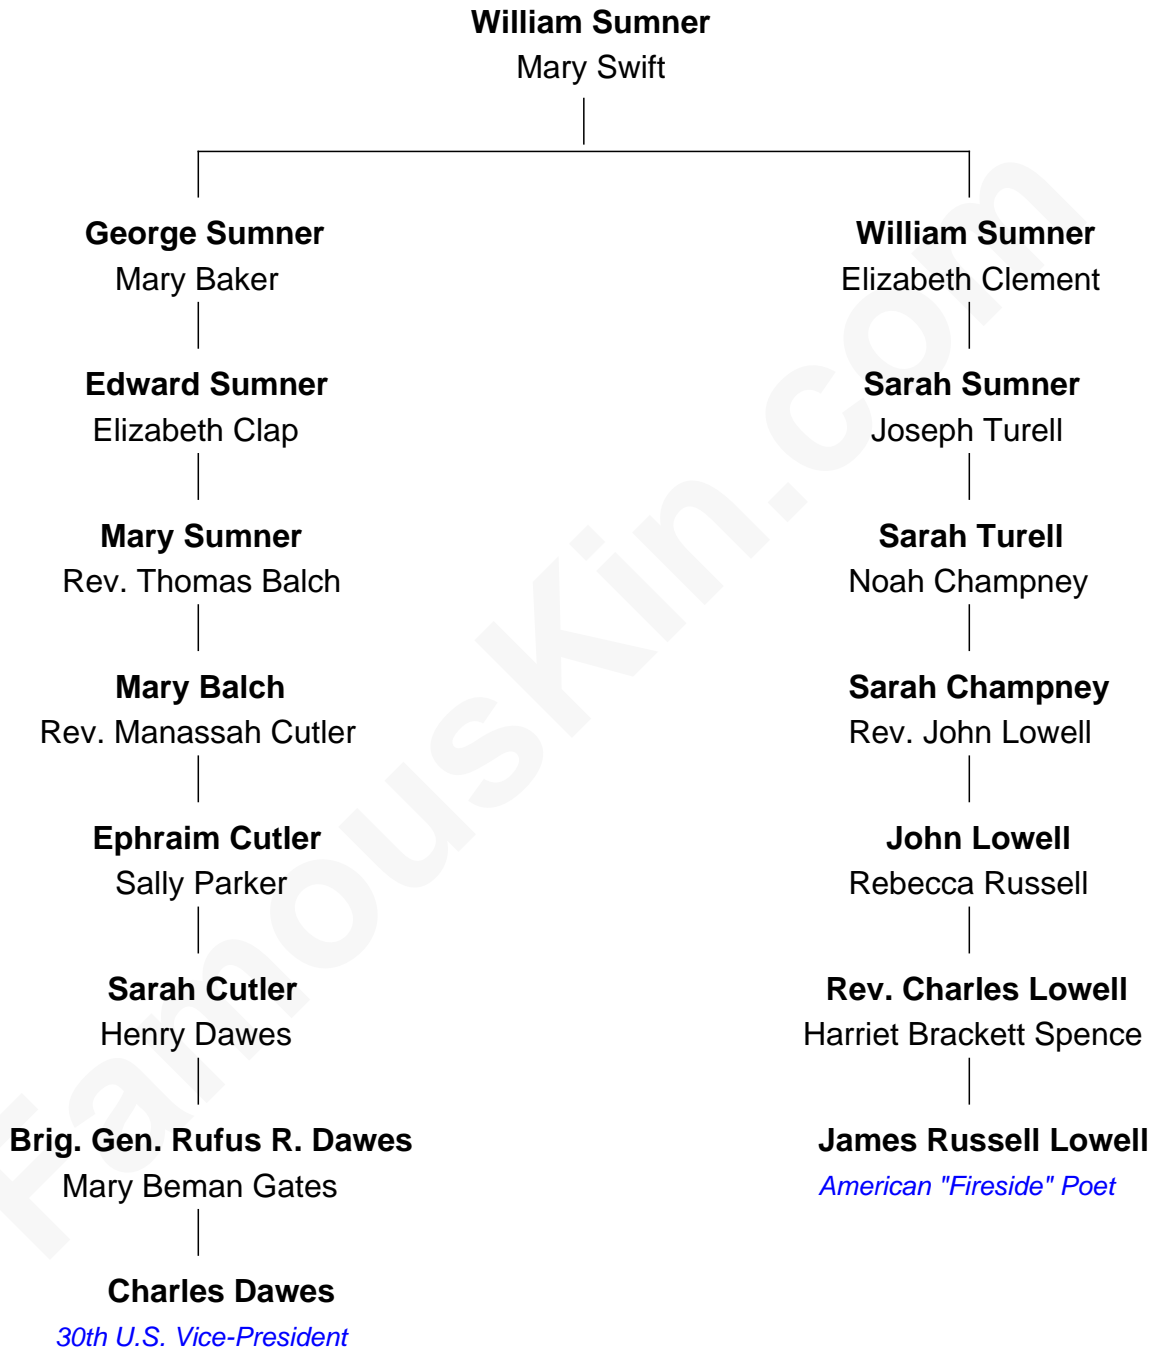 William Sumner
Mary Swift
George Sumner
Mary Baker
Edward Sumner
Elizabeth Clap
Mary Sumner
Rev. Thomas Balch
Mary Balch
Rev. Manassah Cutler
Ephraim Cutler
Sally Parker
Sarah Cutler
Henry Dawes
Brig. Gen. Rufus R. Dawes
Mary Beman Gates
Charles Dawes
30th U.S. Vice-President
William Sumner
Elizabeth Clement
Sarah Sumner
Joseph Turell
Sarah Turell
Noah Champney
Sarah Champney
Rev. John Lowell
John Lowell
Rebecca Russell
Rev. Charles Lowell
Harriet Brackett Spence
James Russell Lowell
American "Fireside" Poet
FamousKin.com